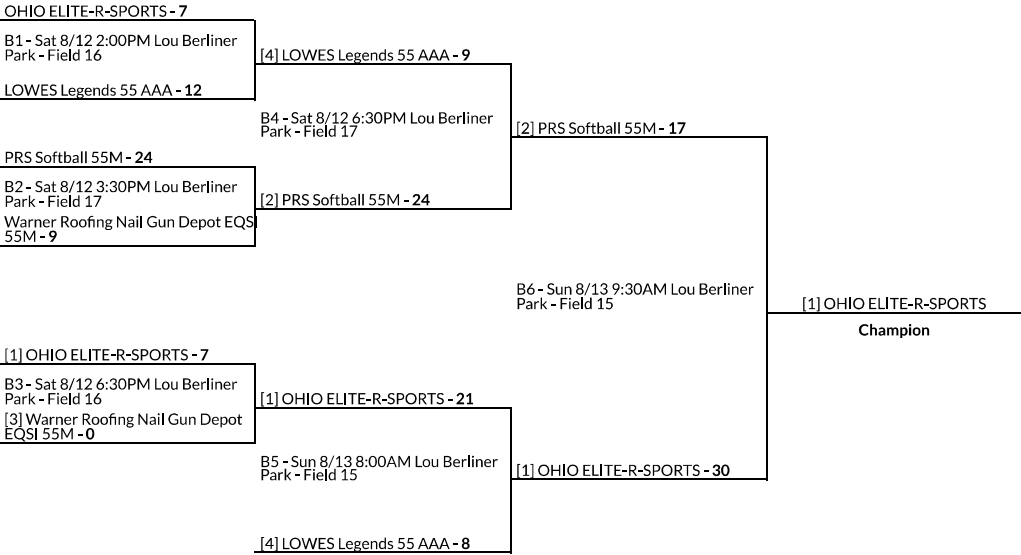 OHIO ELITE-R-SPORTS - 7
B1 - Sat 8/12 2:00PM Lou Berliner
Park - Field 16
LOWES Legends 55 AAA - 12
[4] LOWES Legends 55 AAA - 9
B4 - Sat 8/12 6:30PM Lou Berliner
Park - Field 17
[2] PRS Softball 55M - 17
PRS Softball 55M - 24
B2 - Sat 8/12 3:30PM Lou Berliner
Park - Field 17
Warner Roofing Nail Gun Depot EQSI
55M - 9
[2] PRS Softball 55M - 24
B6 - Sun 8/13 9:30AM Lou Berliner
Park - Field 15
[1] OHIO ELITE-R-SPORTS
Champion
[1] OHIO ELITE-R-SPORTS - 7
B3 - Sat 8/12 6:30PM Lou Berliner
Park - Field 16
[3] Warner Roofing Nail Gun Depot
EQSI 55M - 0
[1] OHIO ELITE-R-SPORTS - 21
B5 - Sun 8/13 8:00AM Lou Berliner
Park - Field 15
[1] OHIO ELITE-R-SPORTS - 30
[4] LOWES Legends 55 AAA - 8